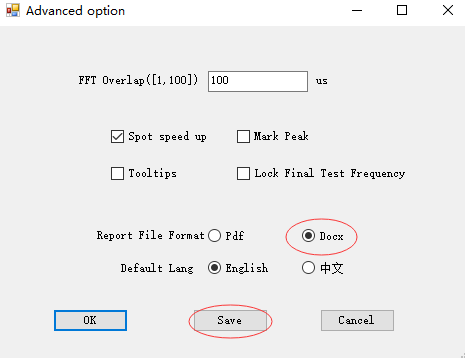 Advanced option
FFT Overlap([1,100]) 100 us
Spot speed up Mark Peak
Tooltips Lock Final Test Frequency
Report File Format Pdf Docx
Default Lang English 中文
OK Save Cancel